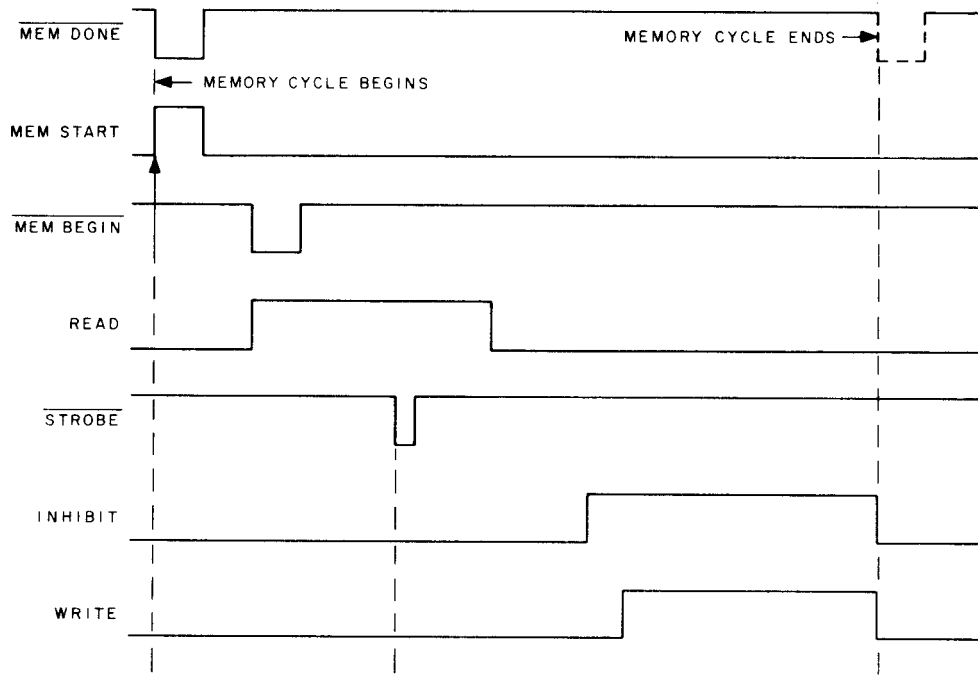 MEM DONE
MEMORY CYCLE ENDS
MEMORY CYCLE BEGINS
MEM START
MEM BEGIN
READ
STROBE
INHIBIT
WRITE